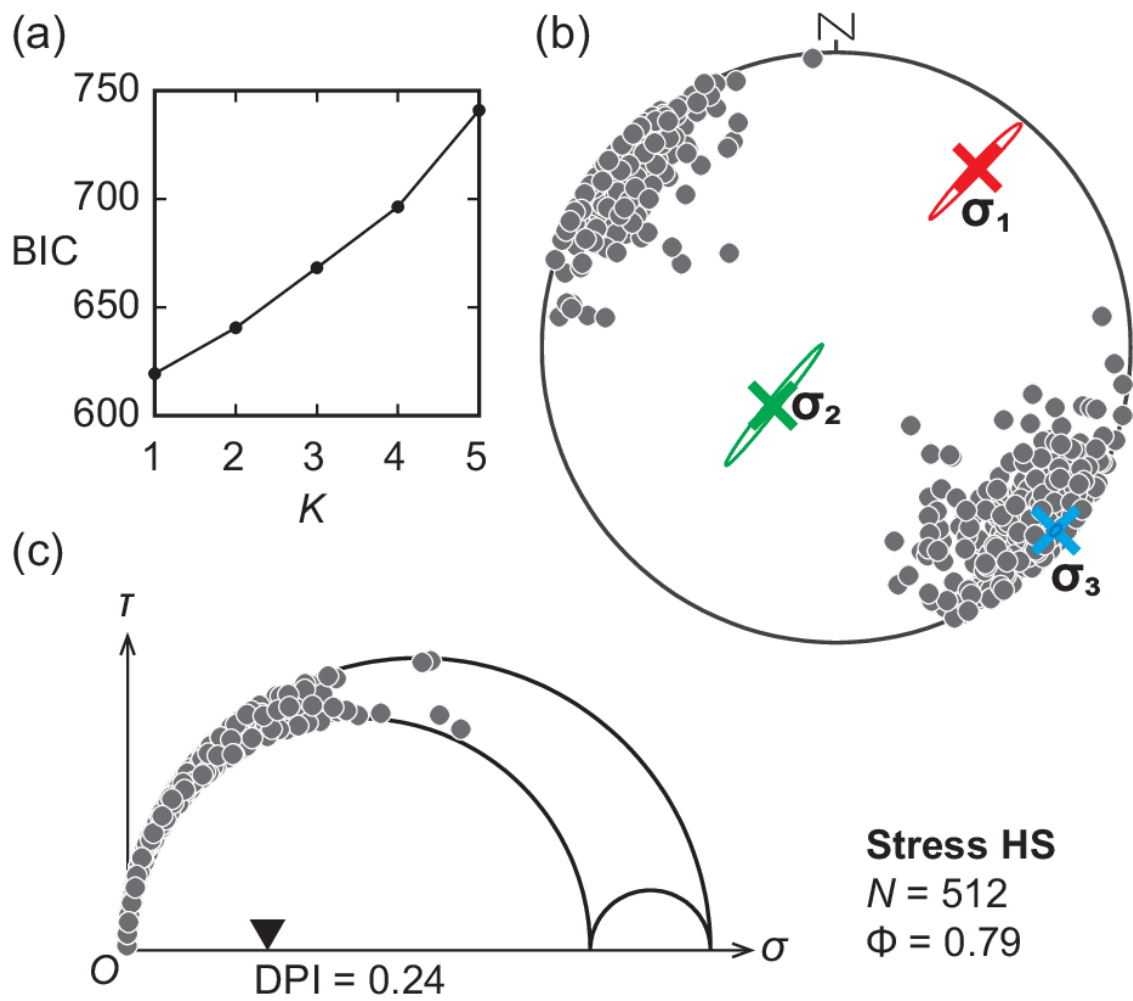 (a)
750
700
BIC
650
600
1 2 3 4 5
K
(b)
N
σ₁
σ₂
σ₃
(c)
τ
O
σ
DPI = 0.24
Stress HS
N = 512
Φ = 0.79